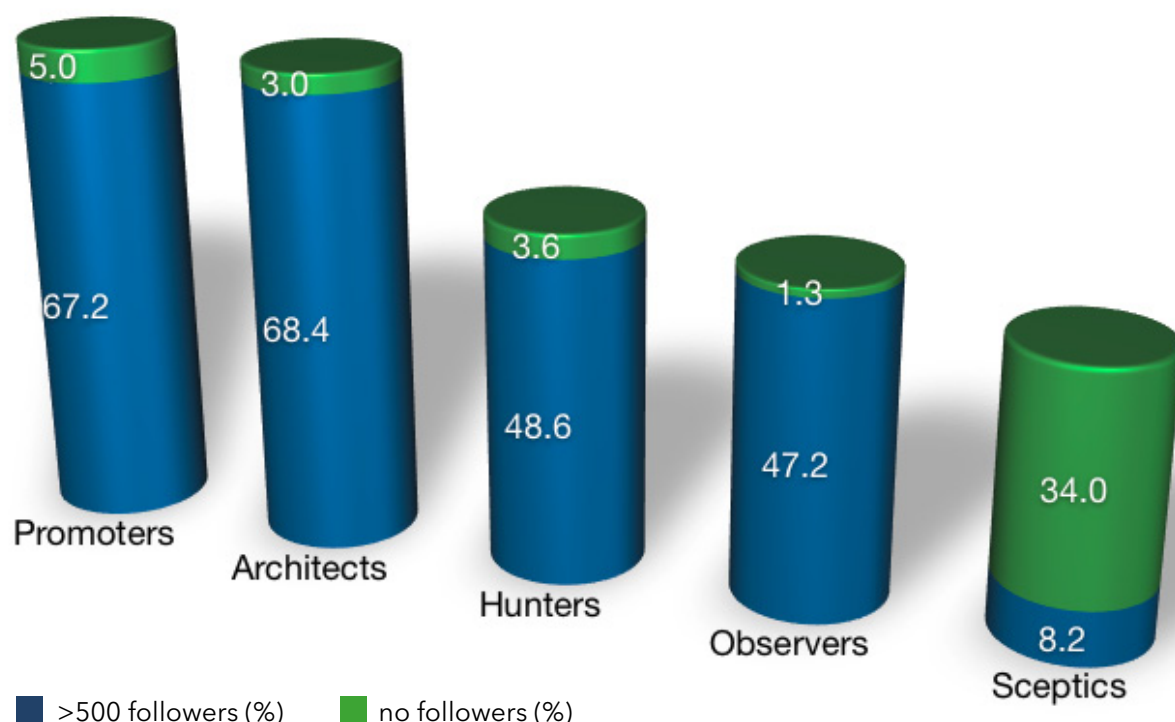 5.0
3.0
3.6
1.3
67.2
68.4
48.6
47.2
34.0
8.2
Promoters
Architects
Hunters
Observers
Sceptics
>500 followers (%)
no followers (%)